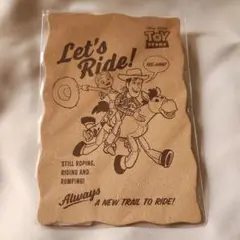 Let's
Ride!
TOY
STORY
YEE-HAW!
STILL ROPING,
RIDING AND
ROMPING!
Always
A NEW TRAIL TO RIDE!